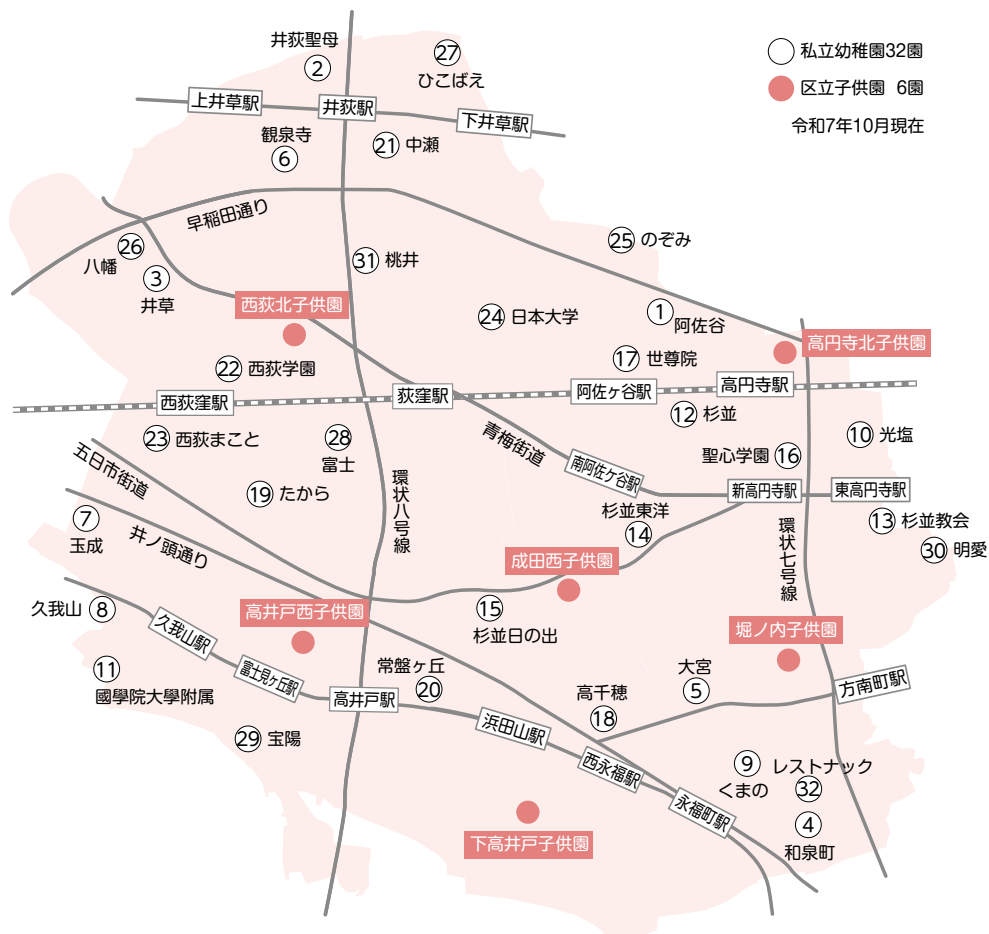 井荻聖母
2
27
ひこばえ
私立幼稚園32園
区立子供園 6園
令和7年10月現在
上井草駅
井荻駅
下井草駅
観泉寺
6
21 中瀬
早稲田通り
26
八幡
3
井草
31 桃井
25 のぞみ
西荻北子供園
24 日本大学
1
阿佐谷
高円寺北子供園
22 西荻学園
17 世尊院
西荻窪駅
荻窪駅
阿佐ヶ谷駅
高円寺駅
12 杉並
23 西荻まこと
28
富士
青梅街道
聖心学園 16
10 光塩
五日市街道
19 たから
環状八号線
南阿佐ケ谷駅
新高円寺駅
東高円寺駅
7
玉成
井ノ頭通り
杉並東洋
14
環状七号線
13 杉並教会
30 明愛
成田西子供園
久我山 8
久我山駅
高井戸西子供園
15
杉並日の出
堀ノ内子供園
11
國學院大學附属
富士見ヶ丘駅
高井戸駅
常盤ヶ丘
20
大宮
5
方南町駅
高千穂
18
29 宝陽
浜田山駅
西永福駅
永福町駅
9
くまの
レストナック
32
4
和泉町
下高井戸子供園